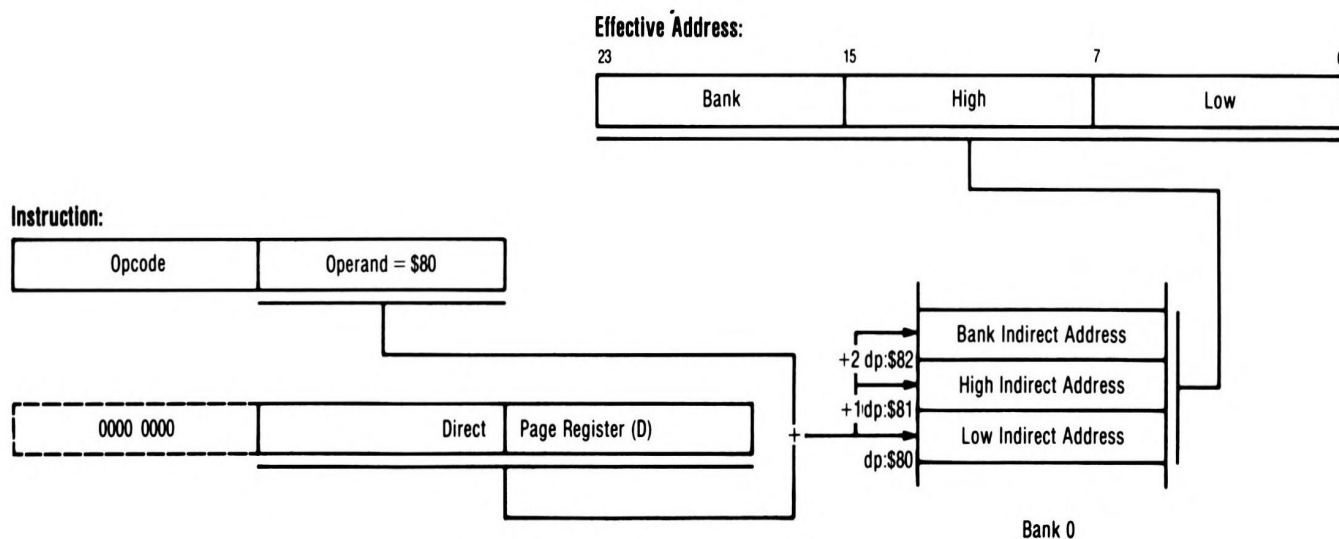 Effective Address:
23 15 7
Bank High Low
Instruction:
Opcode Operand = $80
Bank Indirect Address
+2 dp:$82
High Indirect Address
0000 0000 Direct Page Register (D)
+
+1 dp:$81
Low Indirect Address
dp:$80
Bank 0